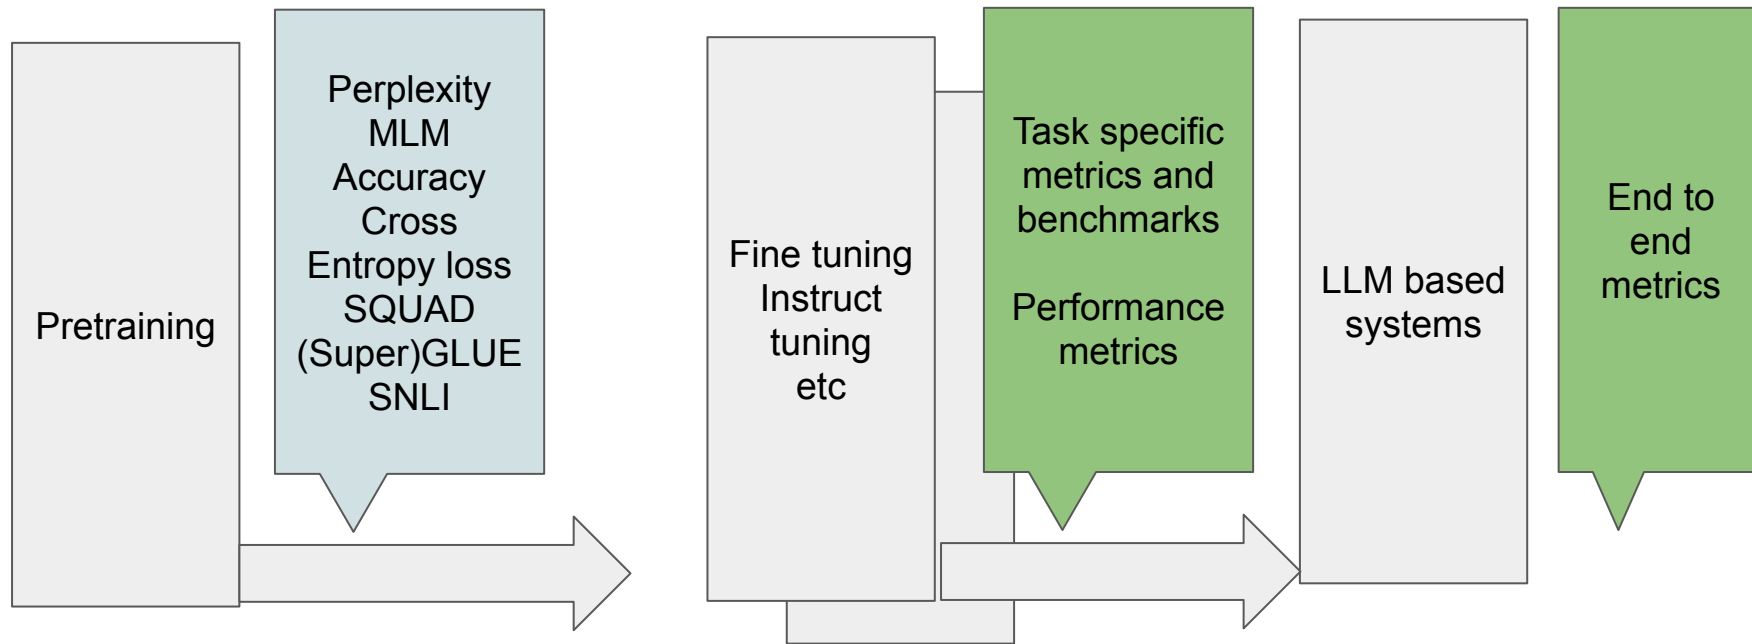 Pretraining
Perplexity
MLM
Accuracy
Cross
Entropy loss
SQUAD
(Super)GLUE
SNLI
Fine tuning
Instruct
tuning
etc
Task specific
metrics and
benchmarks
Performance
metrics
LLM based
systems
End to
end
metrics